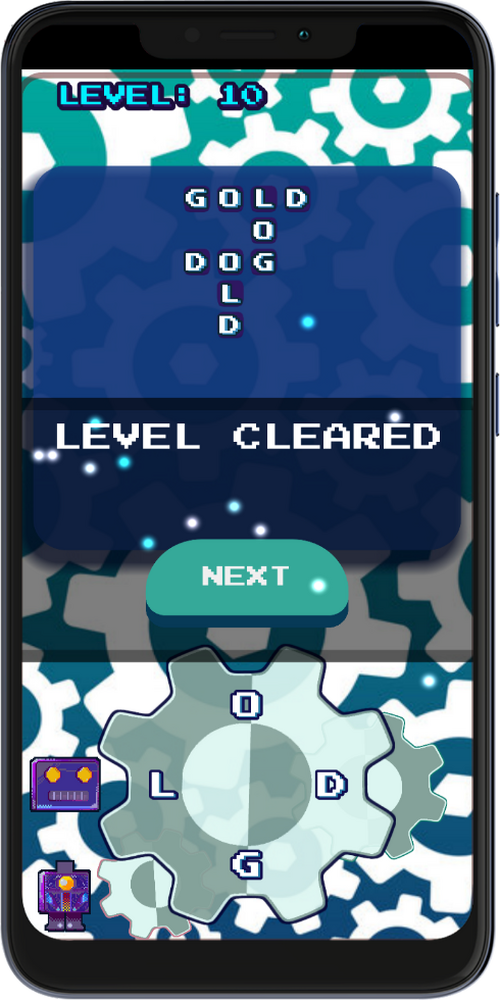 LEVEL: 10
GOLD
O
DOG
L
D
LEVEL CLEARED
NEXT
O
L D
G